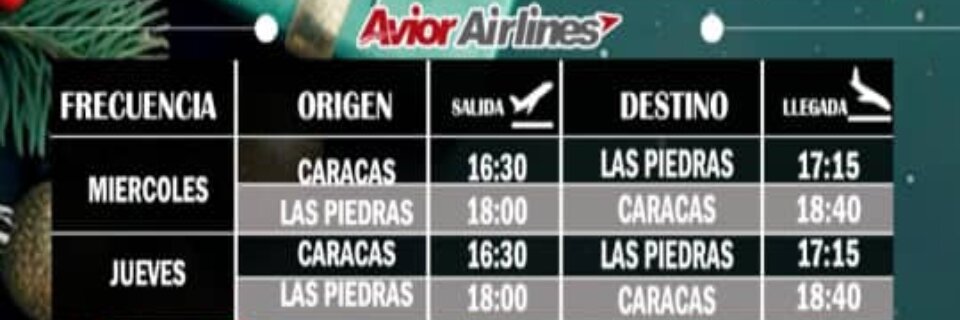 Avior Airlines
FRECUENCIA ORIGEN SALIDA DESTINO LLEGADA
MIERCOLES
CARACAS 16:30 LAS PIEDRAS 17:15
LAS PIEDRAS 18:00 CARACAS 18:40
JUEVES
CARACAS 16:30 LAS PIEDRAS 17:15
LAS PIEDRAS 18:00 CARACAS 18:40